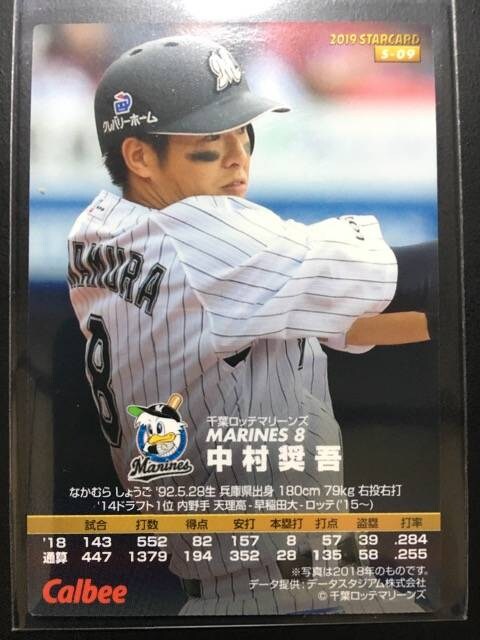 2019 STARCARD
S-09
M
クレバリーホーム
AMURA
8
千葉ロッテマリーンズ
MARINES 8
中村奨吾
Marines
なかむら しょうご '92.5.28生 兵庫県出身 180cm 79kg 右投右打
'14ドラフト1位 内野手 天理高-早稲田大-ロッテ('15~)
試合 打数 得点 安打 本塁打 打点 盗塁 打率
'18 143 552 82 157 8 57 39 .284
通算 447 1379 194 352 28 135 58 .255
※写真は2018年のものです。
データ提供:データスタジアム株式会社
Calbee
© 千葉ロッテマリーンズ